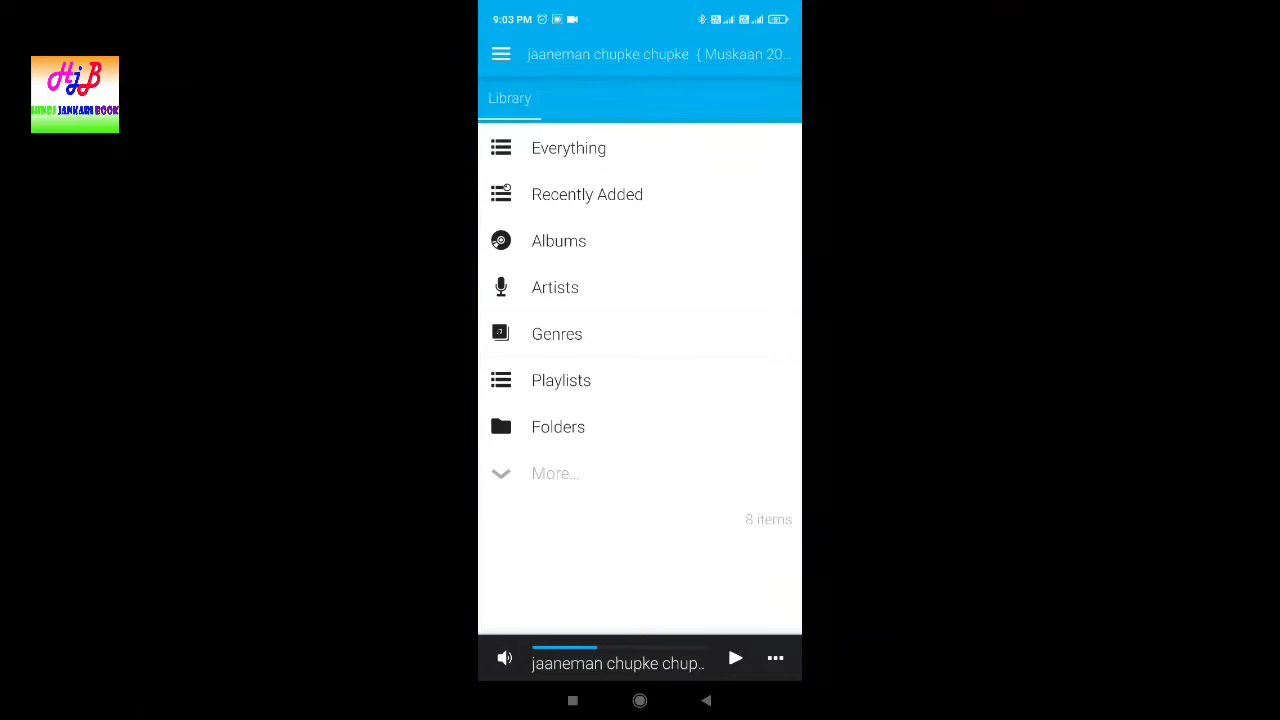 9:03 PM
jaaneman chupke chupke { Muskaan 20...
HjB
HINDI JANKARI BOOK
Library
Everything
Recently Added
Albums
Artists
Genres
Playlists
Folders
More...
8 items
jaaneman chupke chup..